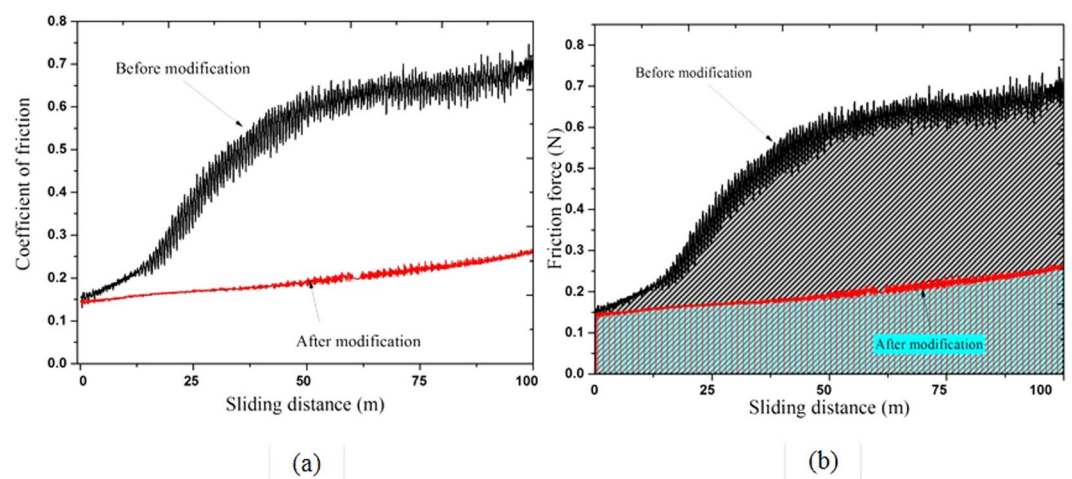 0.8
0.7
0.6
0.5
0.4
0.3
0.2
0.1
0.0
Coefficient of friction
Before modification
After modification
0
25
50
75
100
Sliding distance (m)
(a)
0.8
0.7
0.6
0.5
0.4
0.3
0.2
0.1
0.0
Friction force (N)
Before modification
After modification
0
25
50
75
100
Sliding distance (m)
(b)